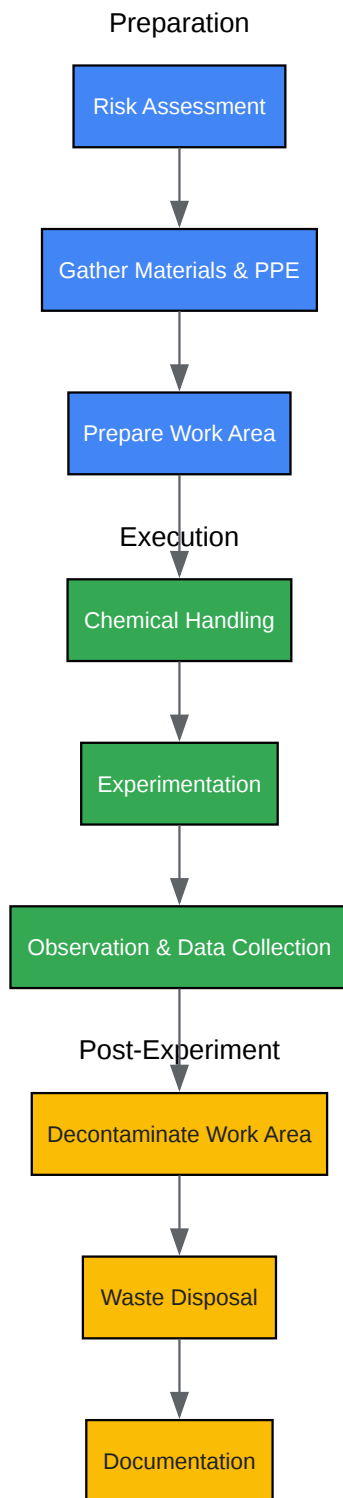 Preparation
Risk Assessment
Gather Materials & PPE
Prepare Work Area
Execution
Chemical Handling
Experimentation
Observation & Data Collection
Post-Experiment
Decontaminate Work Area
Waste Disposal
Documentation